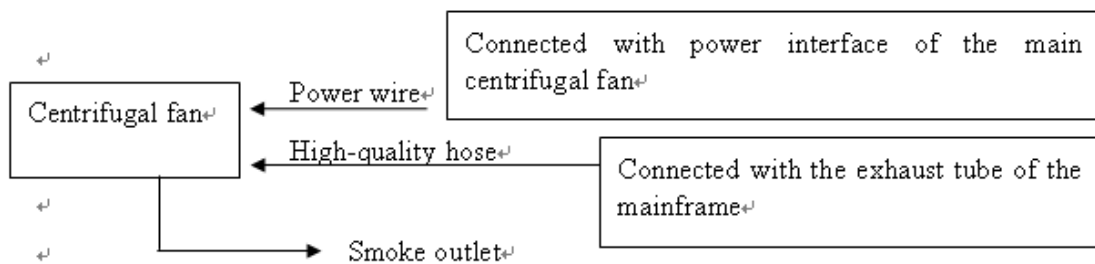 Connected with power interface of the main
centrifugal fan
Centrifugal fan
Power wire
High-quality hose
Connected with the exhaust tube of the
mainframe
Smoke outlet